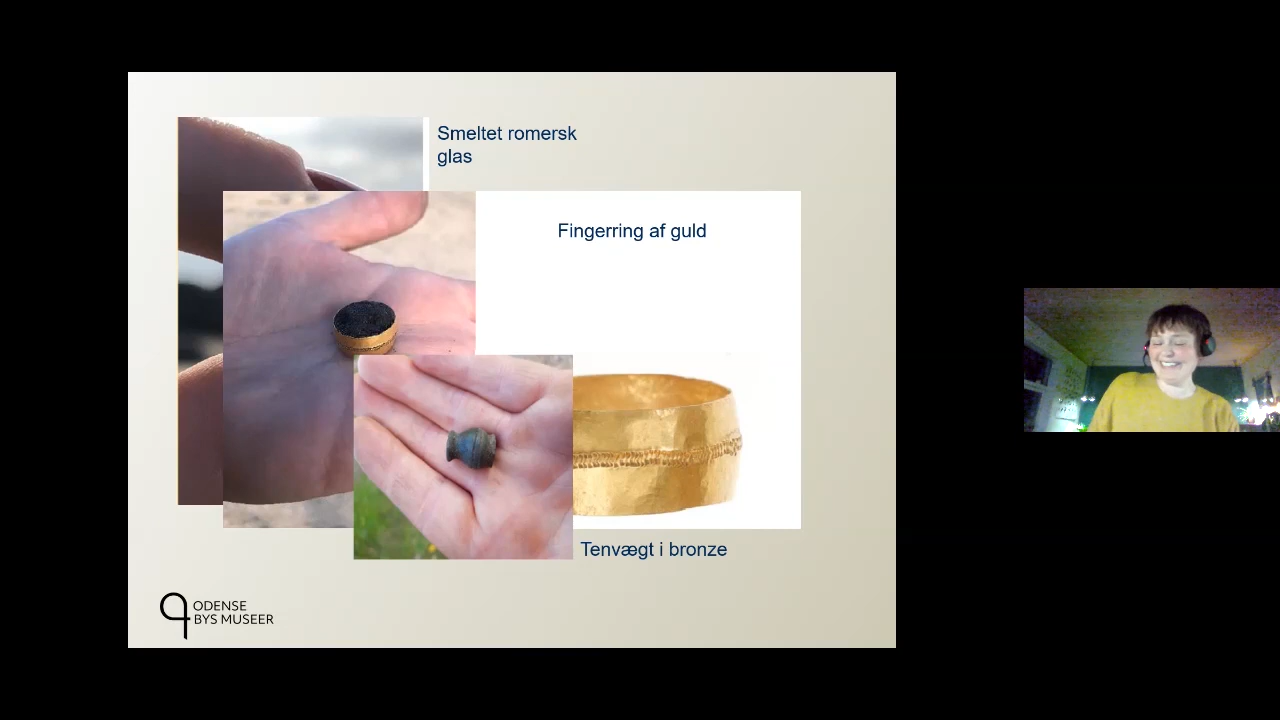 Smeltet romersk
glas
Fingerring af guld
Tenvægt i bronze
ODENSE
BYS MUSEER